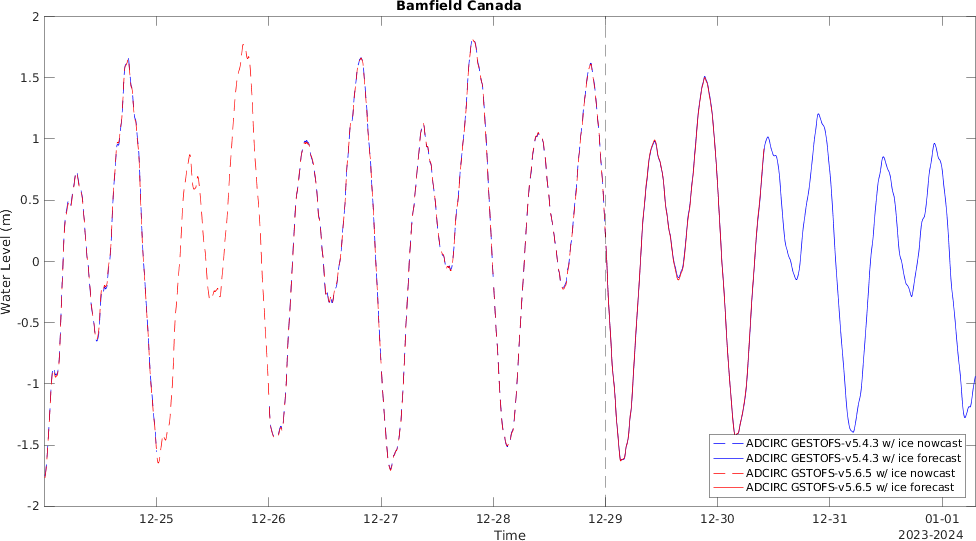 Bamfield Canada
2
1.5
1
0.5
0
-0.5
-1
-1.5
-2
Water Level (m)
12-25
12-26
12-27
12-28
12-29
12-30
12-31
01-01
Time
2023-2024
ADCIRC GESTOFS-v5.4.3 w/ ice nowcast
ADCIRC GESTOFS-v5.4.3 w/ ice forecast
ADCIRC GSTOFS-v5.6.5 w/ ice nowcast
ADCIRC GSTOFS-v5.6.5 w/ ice forecast